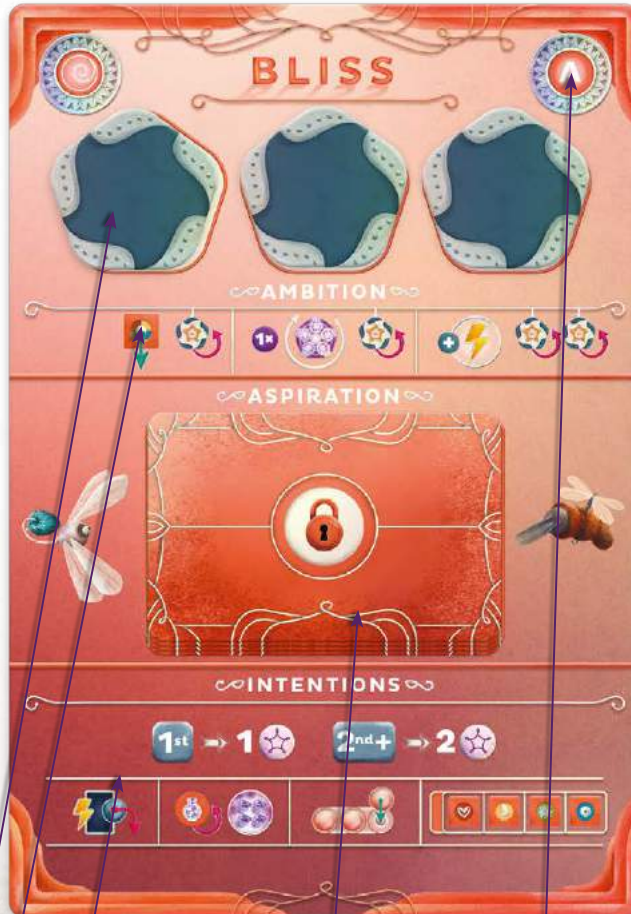 BLISS
A
AMBITION
1x +
ASPIRATION
INTENTIONS
1st → 1 2nd+ → 2